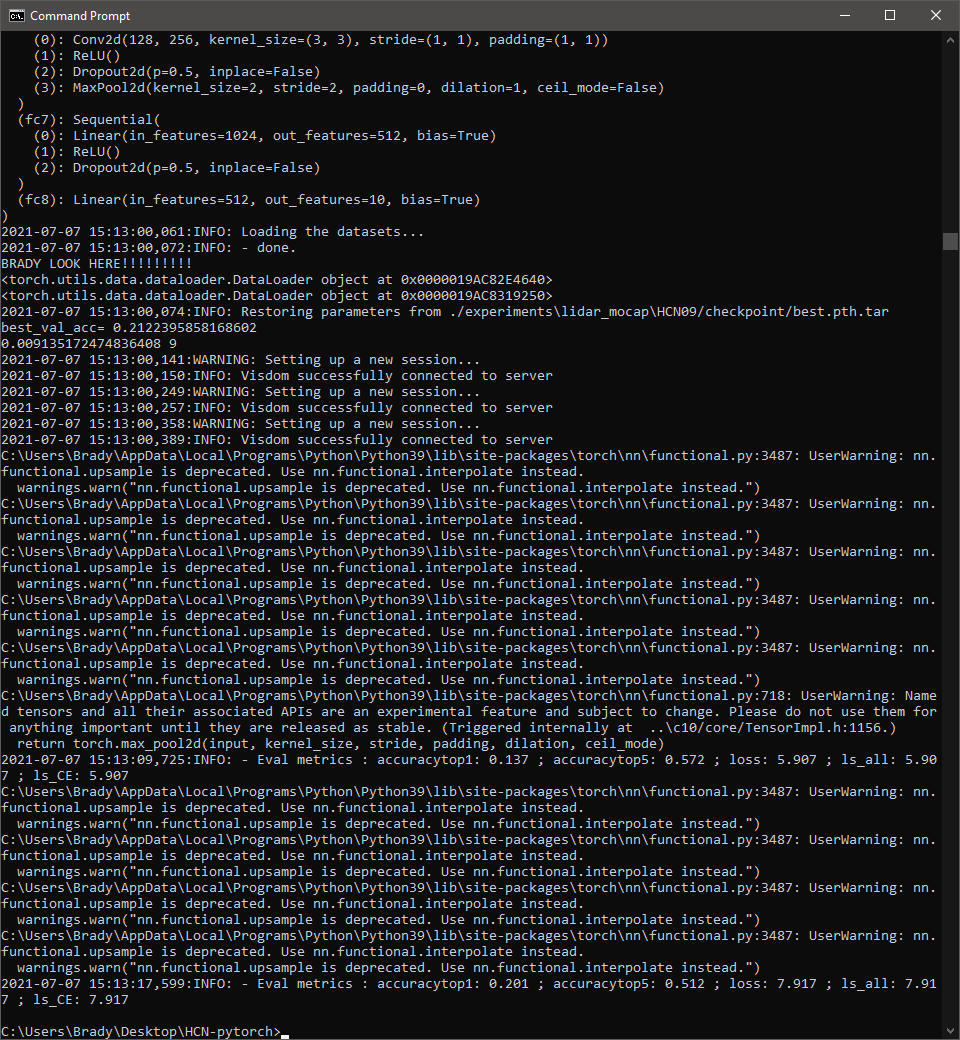 Command Prompt
(0): Conv2d(128, 256, kernel_size=(3, 3), stride=(1, 1), padding=(1, 1))
(1): ReLU()
(2): Dropout2d(p=0.5, inplace=False)
(3): MaxPool2d(kernel_size=2, stride=2, padding=0, dilation=1, ceil_mode=False)
)
(fc7): Sequential(
(0): Linear(in_features=1024, out_features=512, bias=True)
(1): ReLU()
(2): Dropout2d(p=0.5, inplace=False)
)
(fc8): Linear(in_features=512, out_features=10, bias=True)
)
2021-07-07 15:13:00,061:INFO: Loading the datasets...
2021-07-07 15:13:00,072:INFO: - done.
BRADY LOOK HERE!!!!!!!!!
<torch.utils.data.dataloader.DataLoader object at 0x0000019AC82E4640>
<torch.utils.data.dataloader.DataLoader object at 0x0000019AC8319250>
2021-07-07 15:13:00,074:INFO: Restoring parameters from ./experiments\lidar_mocap\HCN09/checkpoint/best.pth.tar
best_val_acc= 0.2122395858168602
0.009135172474836408 9
2021-07-07 15:13:00,141:WARNING: Setting up a new session...
2021-07-07 15:13:00,150:INFO: Visdom successfully connected to server
2021-07-07 15:13:00,249:WARNING: Setting up a new session...
2021-07-07 15:13:00,257:INFO: Visdom successfully connected to server
2021-07-07 15:13:00,358:WARNING: Setting up a new session...
2021-07-07 15:13:00,389:INFO: Visdom successfully connected to server
C:\Users\Brady\AppData\Local\Programs\Python\Python39\lib\site-packages\torch\nn\functional.py:3487: UserWarning: nn.
functional.upsample is deprecated. Use nn.functional.interpolate instead.
warnings.warn("nn.functional.upsample is deprecated. Use nn.functional.interpolate instead.")
C:\Users\Brady\AppData\Local\Programs\Python\Python39\lib\site-packages\torch\nn\functional.py:3487: UserWarning: nn.
functional.upsample is deprecated. Use nn.functional.interpolate instead.
warnings.warn("nn.functional.upsample is deprecated. Use nn.functional.interpolate instead.")
C:\Users\Brady\AppData\Local\Programs\Python\Python39\lib\site-packages\torch\nn\functional.py:3487: UserWarning: nn.
functional.upsample is deprecated. Use nn.functional.interpolate instead.
warnings.warn("nn.functional.upsample is deprecated. Use nn.functional.interpolate instead.")
C:\Users\Brady\AppData\Local\Programs\Python\Python39\lib\site-packages\torch\nn\functional.py:3487: UserWarning: nn.
functional.upsample is deprecated. Use nn.functional.interpolate instead.
warnings.warn("nn.functional.upsample is deprecated. Use nn.functional.interpolate instead.")
C:\Users\Brady\AppData\Local\Programs\Python\Python39\lib\site-packages\torch\nn\functional.py:3487: UserWarning: nn.
functional.upsample is deprecated. Use nn.functional.interpolate instead.
warnings.warn("nn.functional.upsample is deprecated. Use nn.functional.interpolate instead.")
C:\Users\Brady\AppData\Local\Programs\Python\Python39\lib\site-packages\torch\nn\functional.py:718: UserWarning: Name
d tensors and all their associated APIs are an experimental feature and subject to change. Please do not use them for
anything important until they are released as stable. (Triggered internally at  ..\c10/core/TensorImpl.h:1156.)
return torch.max_pool2d(input, kernel_size, stride, padding, dilation, ceil_mode)
2021-07-07 15:13:09,725:INFO: - Eval metrics : accuracytop1: 0.137 ; accuracytop5: 0.572 ; loss: 5.907 ; ls_all: 5.90
7 ; ls_CE: 5.907
C:\Users\Brady\AppData\Local\Programs\Python\Python39\lib\site-packages\torch\nn\functional.py:3487: UserWarning: nn.
functional.upsample is deprecated. Use nn.functional.interpolate instead.
warnings.warn("nn.functional.upsample is deprecated. Use nn.functional.interpolate instead.")
C:\Users\Brady\AppData\Local\Programs\Python\Python39\lib\site-packages\torch\nn\functional.py:3487: UserWarning: nn.
functional.upsample is deprecated. Use nn.functional.interpolate instead.
warnings.warn("nn.functional.upsample is deprecated. Use nn.functional.interpolate instead.")
C:\Users\Brady\AppData\Local\Programs\Python\Python39\lib\site-packages\torch\nn\functional.py:3487: UserWarning: nn.
functional.upsample is deprecated. Use nn.functional.interpolate instead.
warnings.warn("nn.functional.upsample is deprecated. Use nn.functional.interpolate instead.")
C:\Users\Brady\AppData\Local\Programs\Python\Python39\lib\site-packages\torch\nn\functional.py:3487: UserWarning: nn.
functional.upsample is deprecated. Use nn.functional.interpolate instead.
warnings.warn("nn.functional.upsample is deprecated. Use nn.functional.interpolate instead.")
2021-07-07 15:13:17,599:INFO: - Eval metrics : accuracytop1: 0.201 ; accuracytop5: 0.512 ; loss: 7.917 ; ls_all: 7.91
7 ; ls_CE: 7.917
C:\Users\Brady\Desktop\HCN-pytorch>